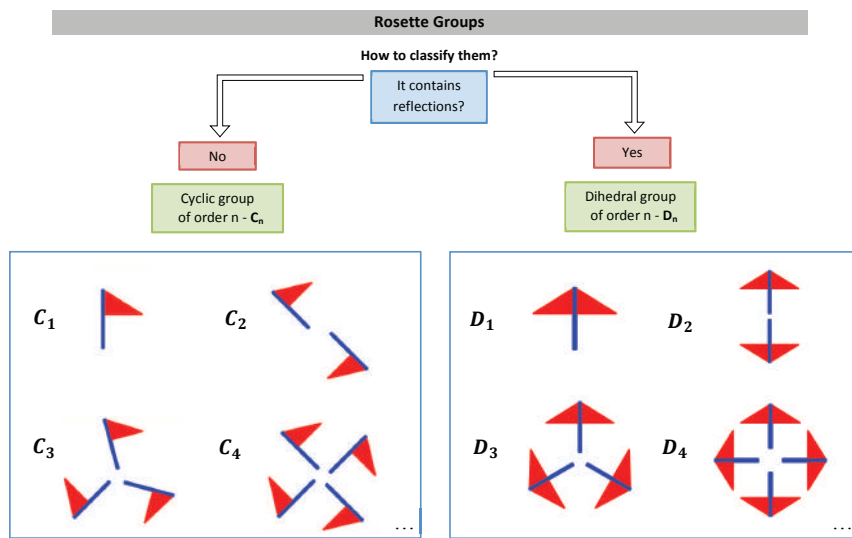 Rosette Groups
How to classify them?
It contains
reflections?
No
Yes
Cyclic group
of order n - Cₙ
Dihedral group
of order n - Dₙ
C₁
C₂
C₃
C₄
...
D₁
D₂
D₃
D₄
...